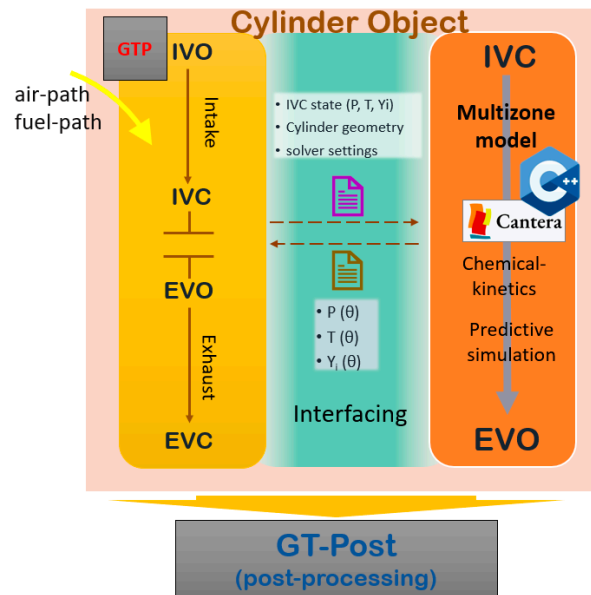 Cylinder Object
GTP
IVO
air-path
fuel-path
Intake
IVC
EVO
Exhaust
EVC
• IVC state (P, T, Yi)
• Cylinder geometry
• solver settings
• P (θ)
• T (θ)
• Yᵢ (θ)
Interfacing
IVC
Multizone
model
C++
Cantera
Chemical-
kinetics
Predictive
simulation
EVO
GT-Post
(post-processing)